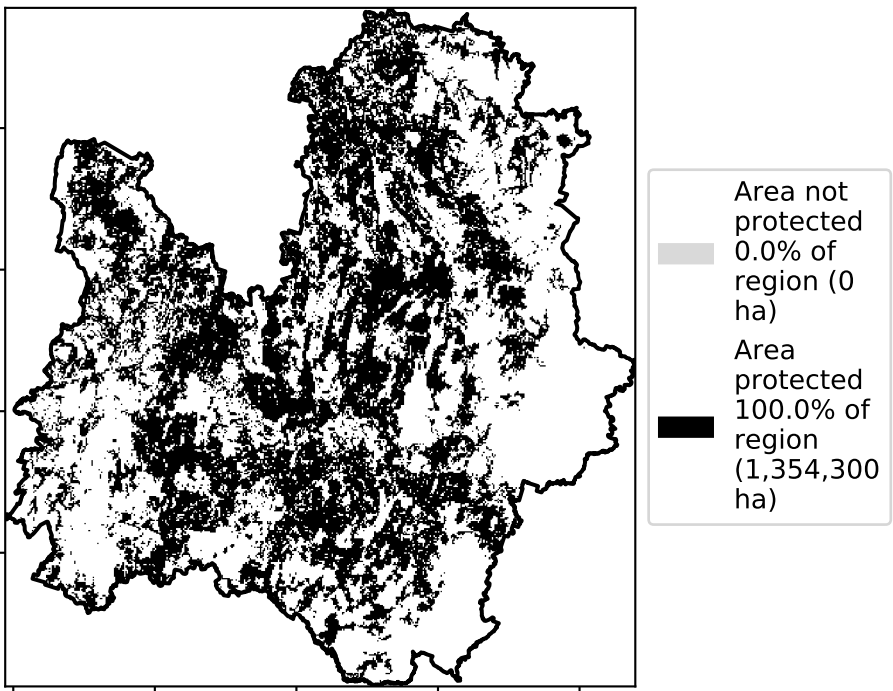 Area not
protected
0.0% of
region (0
ha)
Area
protected
100.0% of
region
(1,354,300
ha)